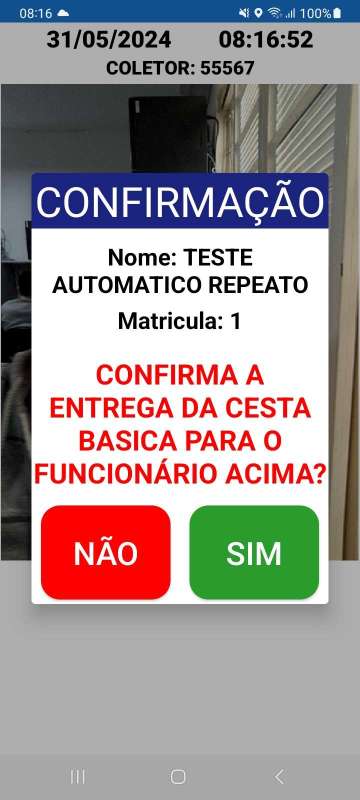 08:16 100%
31/05/2024 08:16:52
COLETOR: 55567
CONFIRMAÇÃO
Nome: TESTE
AUTOMATICO REPEATO
Matricula: 1
CONFIRMA A
ENTREGA DA CESTA
BASICA PARA O
FUNCIONÁRIO ACIMA?
NÃO SIM